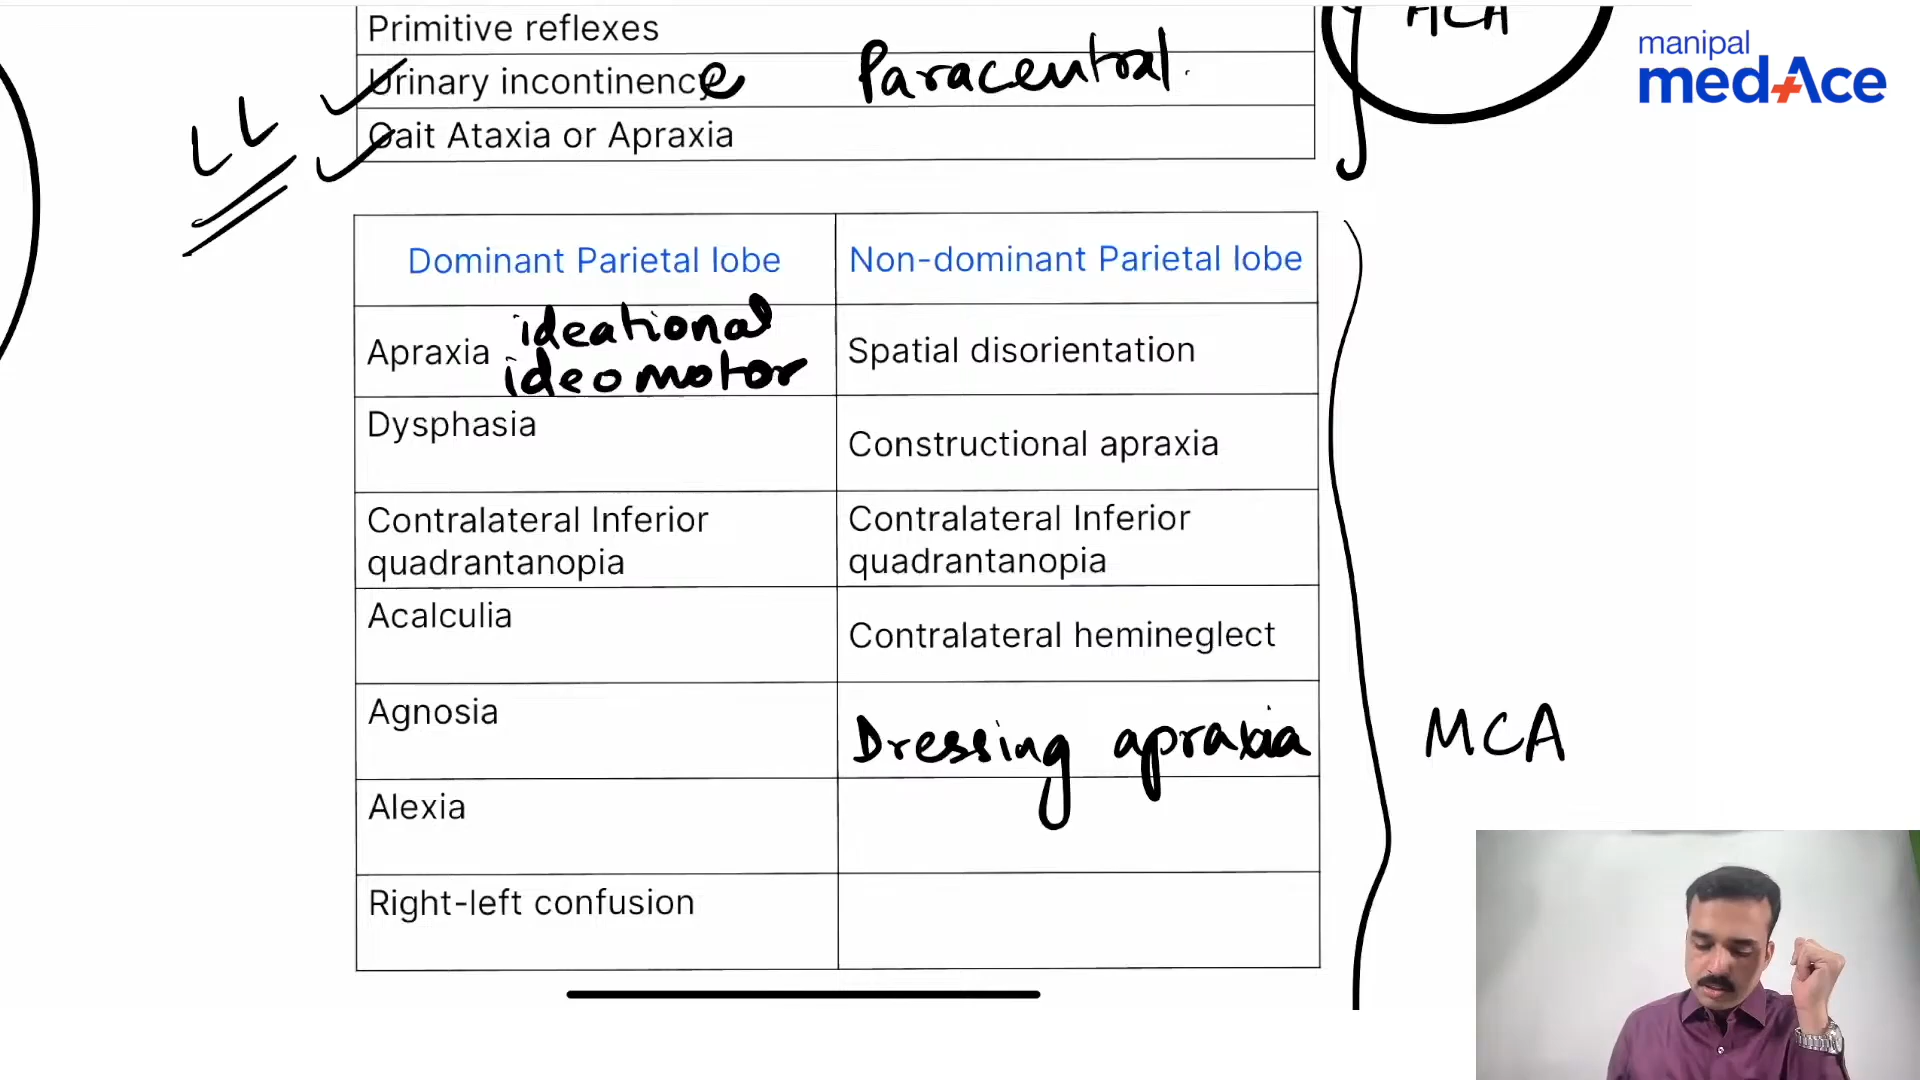 Primitive reflexes
ACA
manipal
medAce
Urinary incontinence
Paracentral
LL
Gait Ataxia or Apraxia
Dominant Parietal lobe
Non-dominant Parietal lobe
Apraxia
ideational
ideomotor
Spatial disorientation
Dysphasia
Constructional apraxia
Contralateral Inferior
quadrantanopia
Contralateral Inferior
quadrantanopia
Acalculia
Contralateral hemineglect
Agnosia
Dressing apraxia
MCA
Alexia
Right-left confusion